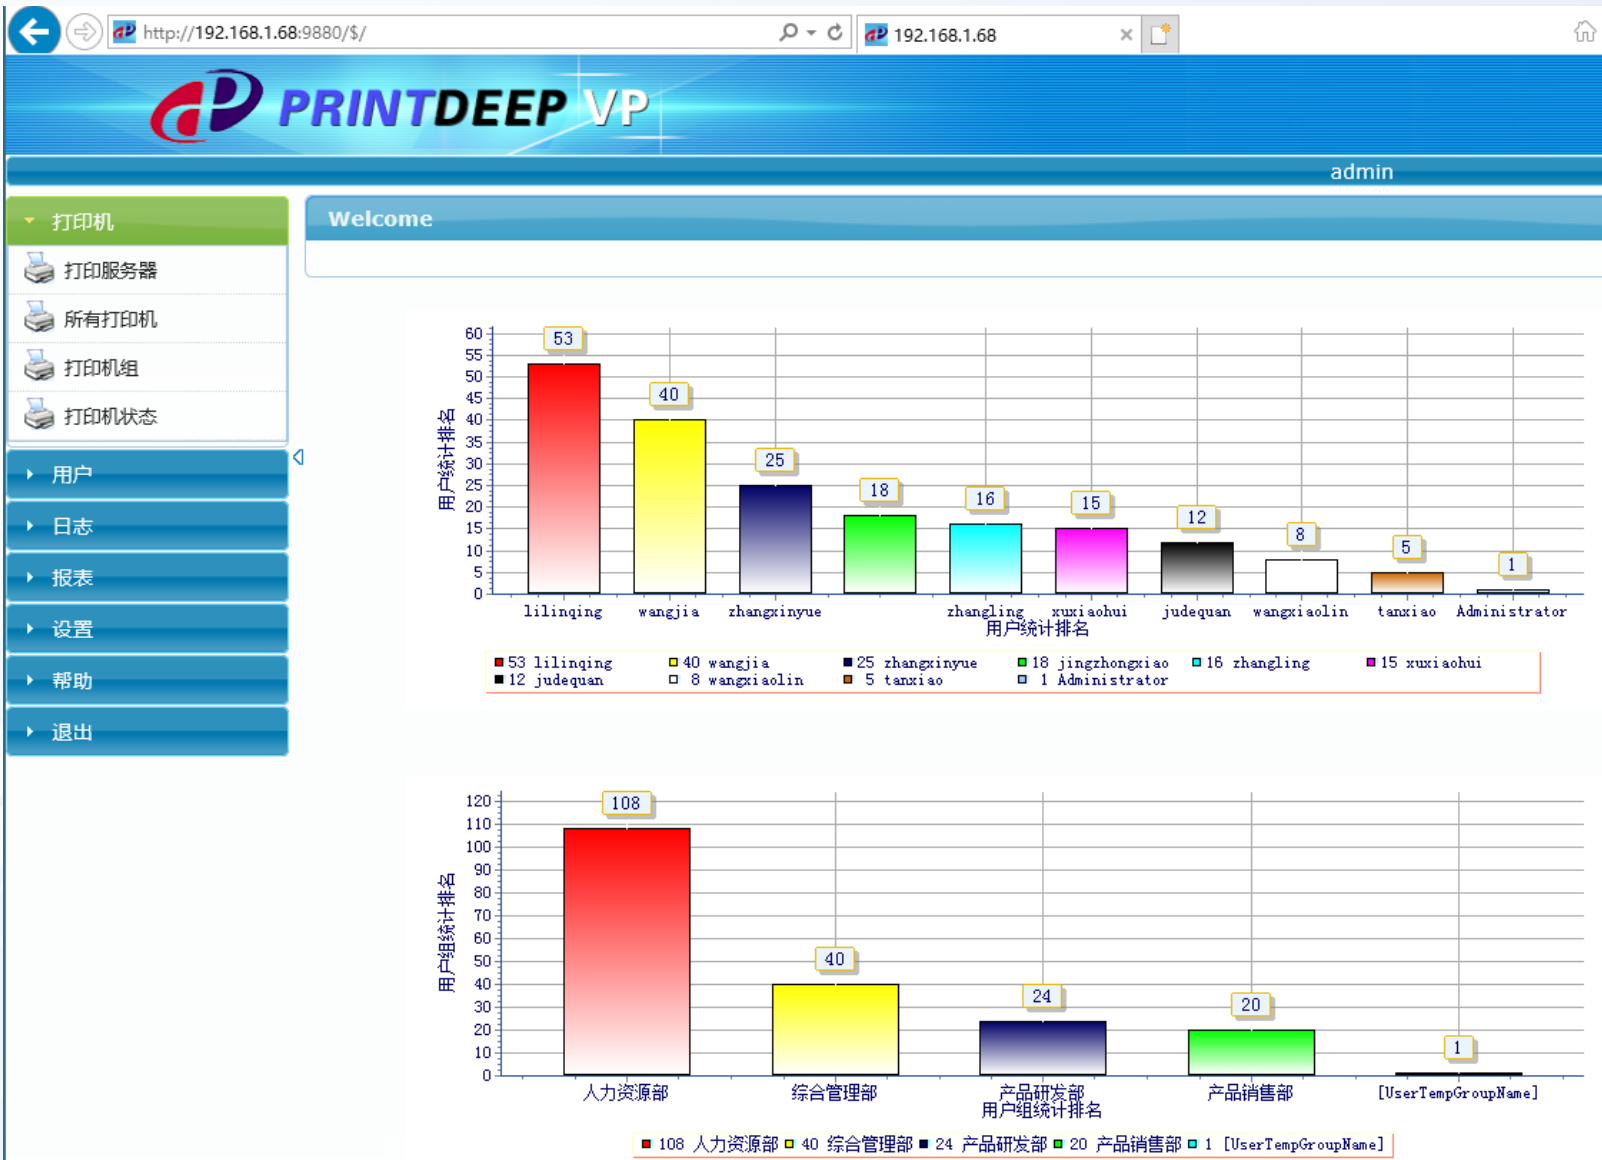 http://192.168.1.68:9880/$/
192.168.1.68
PRINTDEEP VP
admin
打印机
打印服务器
所有打印机
打印机组
打印机状态
用户
日志
报表
设置
帮助
退出
Welcome
用户统计排名
60
55
50
45
40
35
30
25
20
15
10
5
0
53
40
25
18
16
15
12
8
5
1
lilinqing wangjia zhangxinyue zhangling xuxiaohui judequan wangxiaolin tanxiao Administrator
用户统计排名
53 lilinqing 40 wangjia 25 zhangxinyue 18 jingzhongxiao 16 zhangling 15 xuxiaohui
12 judequan 8 wangxiaolin 5 tanxiao 1 Administrator
用户组统计排名
120
110
100
90
80
70
60
50
40
30
20
10
0
108
40
24
20
1
人力资源部 综合管理部 产品研发部 产品销售部 [UserTempGroupName]
用户组统计排名
108 人力资源部 40 综合管理部 24 产品研发部 20 产品销售部 1 [UserTempGroupName]